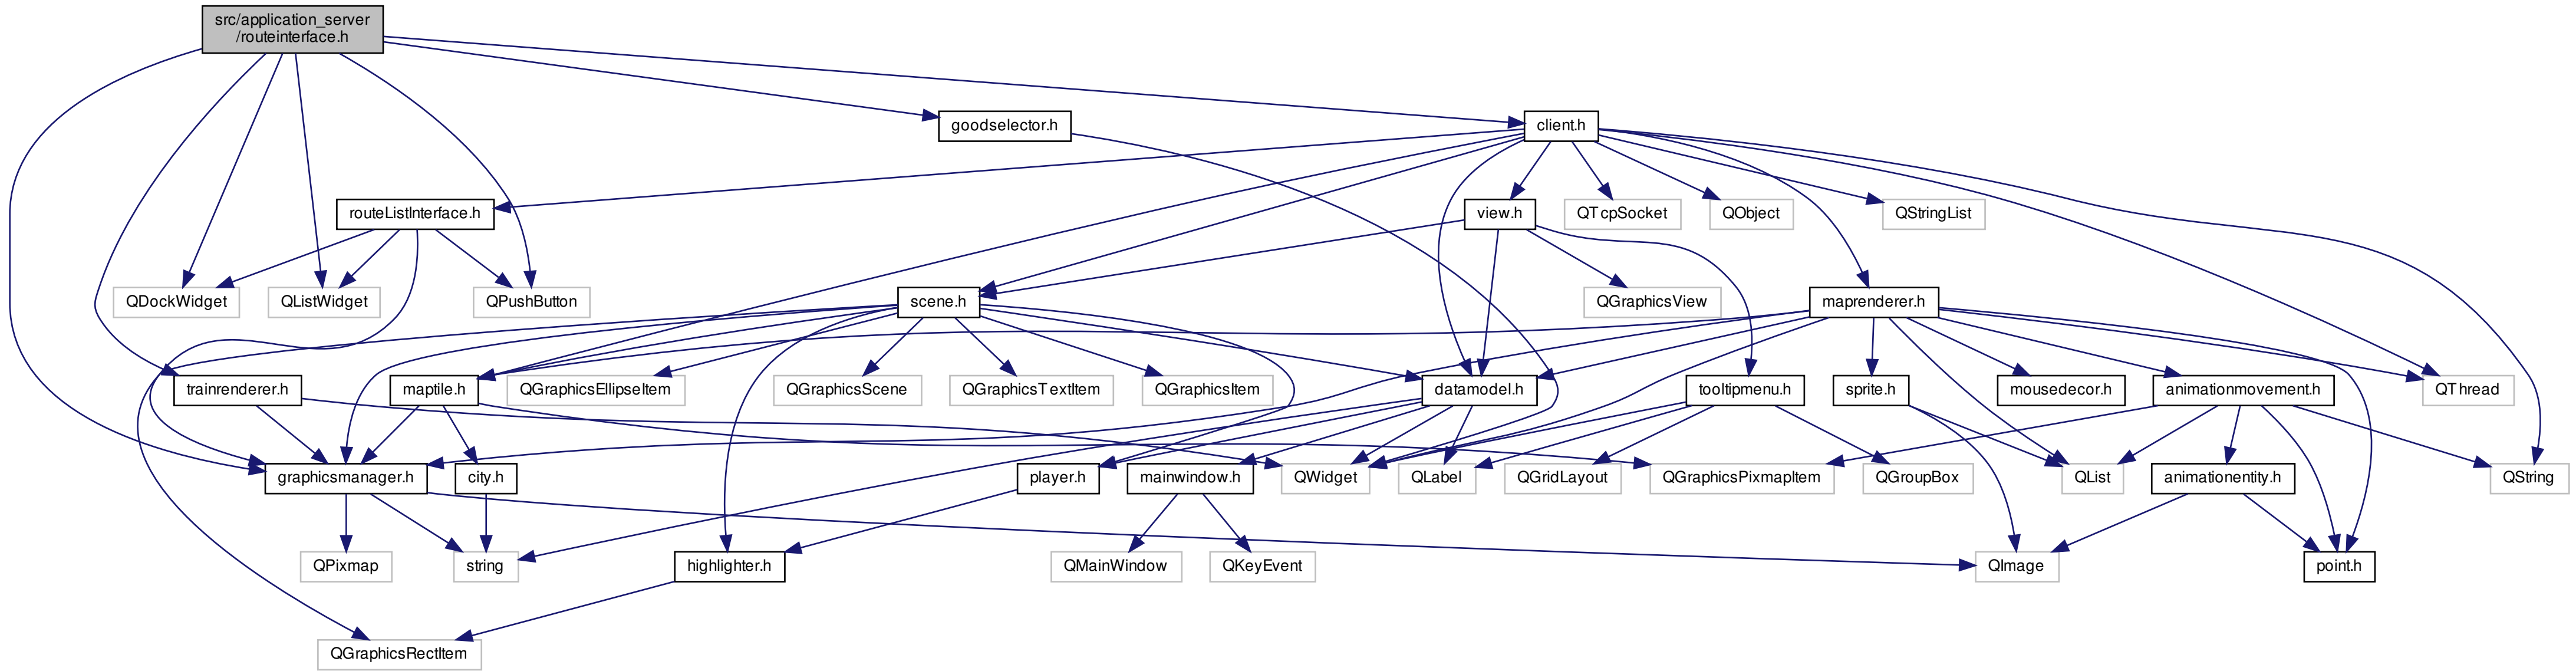 src/application_server
/routeinterface.h
goodselector.h
client.h
routeListInterface.h
view.h
QTcpSocket
QObject
QStringList
QDockWidget
QListWidget
QPushButton
scene.h
QGraphicsView
maprenderer.h
trainrenderer.h
maptile.h
QGraphicsEllipseItem
QGraphicsScene
QGraphicsTextItem
QGraphicsItem
datamodel.h
tooltipmenu.h
sprite.h
mousedecor.h
animationmovement.h
QThread
graphicsmanager.h
city.h
player.h
mainwindow.h
QWidget
QLabel
QGridLayout
QGraphicsPixmapItem
QGroupBox
QList
animationentity.h
QString
QPixmap
string
highlighter.h
QMainWindow
QKeyEvent
QImage
point.h
QGraphicsRectItem